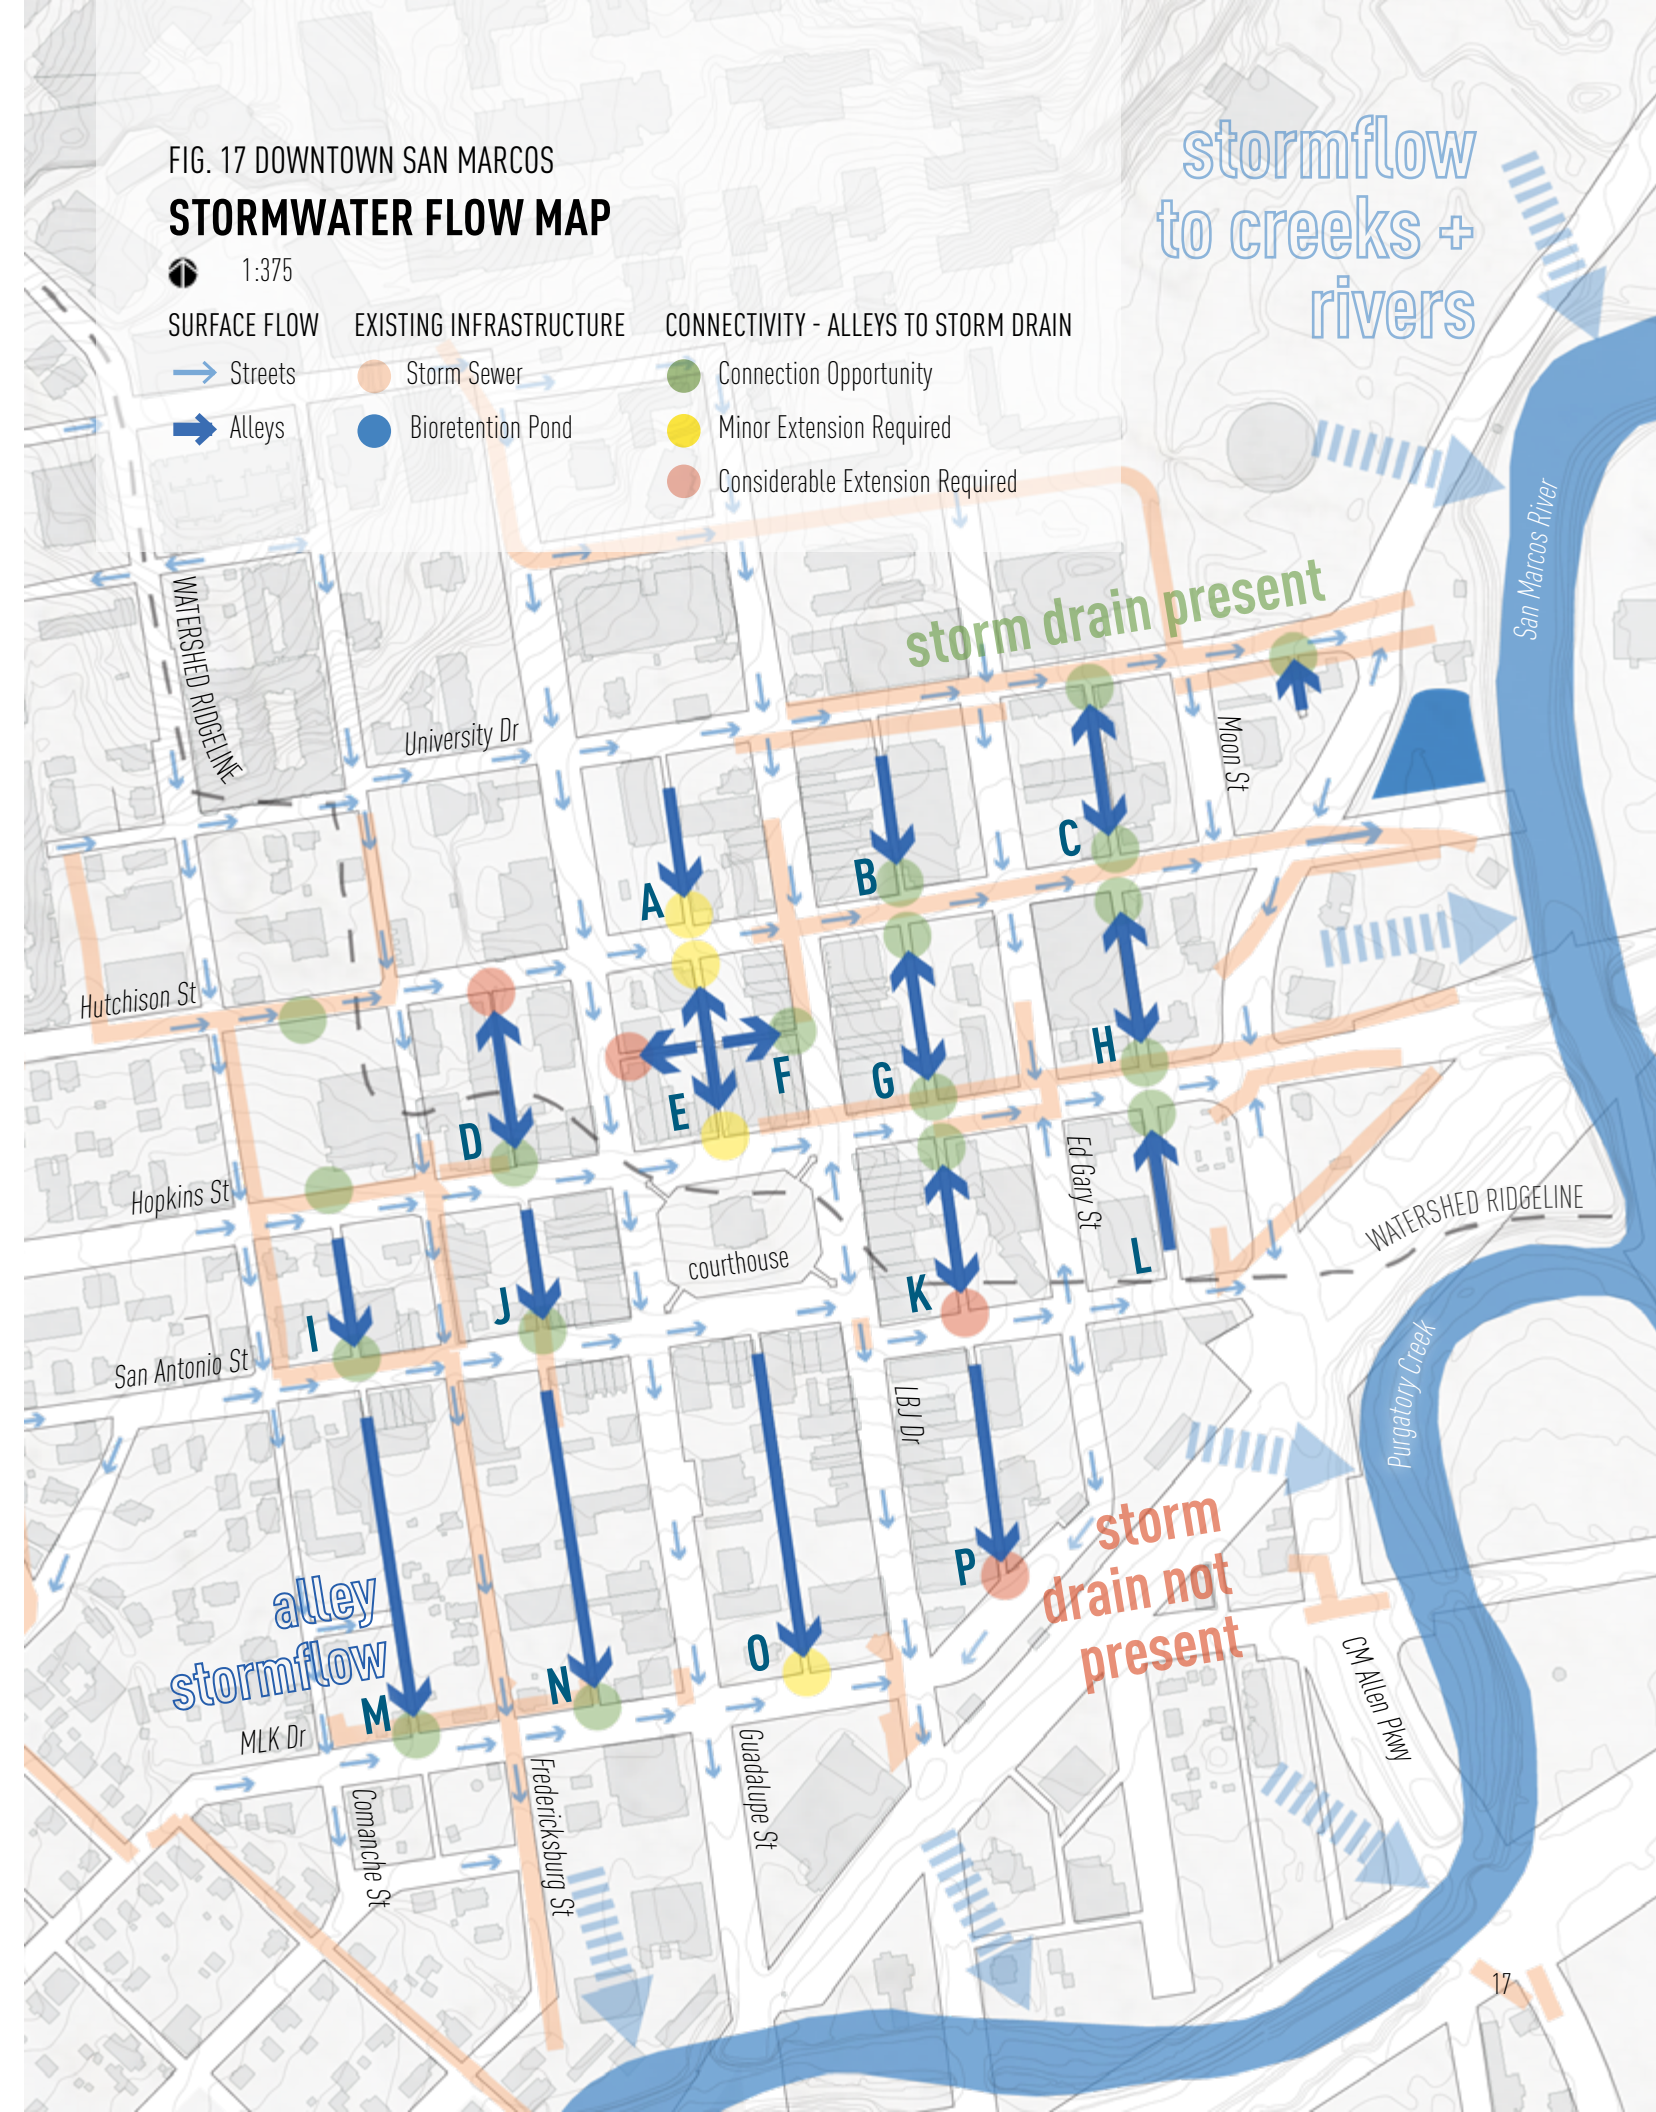 FIG. 17 DOWNTOWN SAN MARCOS
STORMWATER FLOW MAP
1:375
SURFACE FLOW
Streets
Alleys
EXISTING INFRASTRUCTURE
Storm Sewer
Bioretention Pond
CONNECTIVITY - ALLEYS TO STORM DRAIN
Connection Opportunity
Minor Extension Required
Considerable Extension Required
stormflow
to creeks +
rivers
San Marcos River
storm drain present
WATERSHED RIDGELINE
University Dr
Moon St
C
B
A
Hutchison St
H
F
G
E
D
Ed Gary St
Hopkins St
WATERSHED RIDGELINE
courthouse
L
K
J
I
San Antonio St
Purgatory Creek
LBJ Dr
storm
drain not
present
P
alley
stormflow
O
N
M
MLK Dr
CM Allen Pkwy
Guadalupe St
Fredericksburg St
Comanche St
17